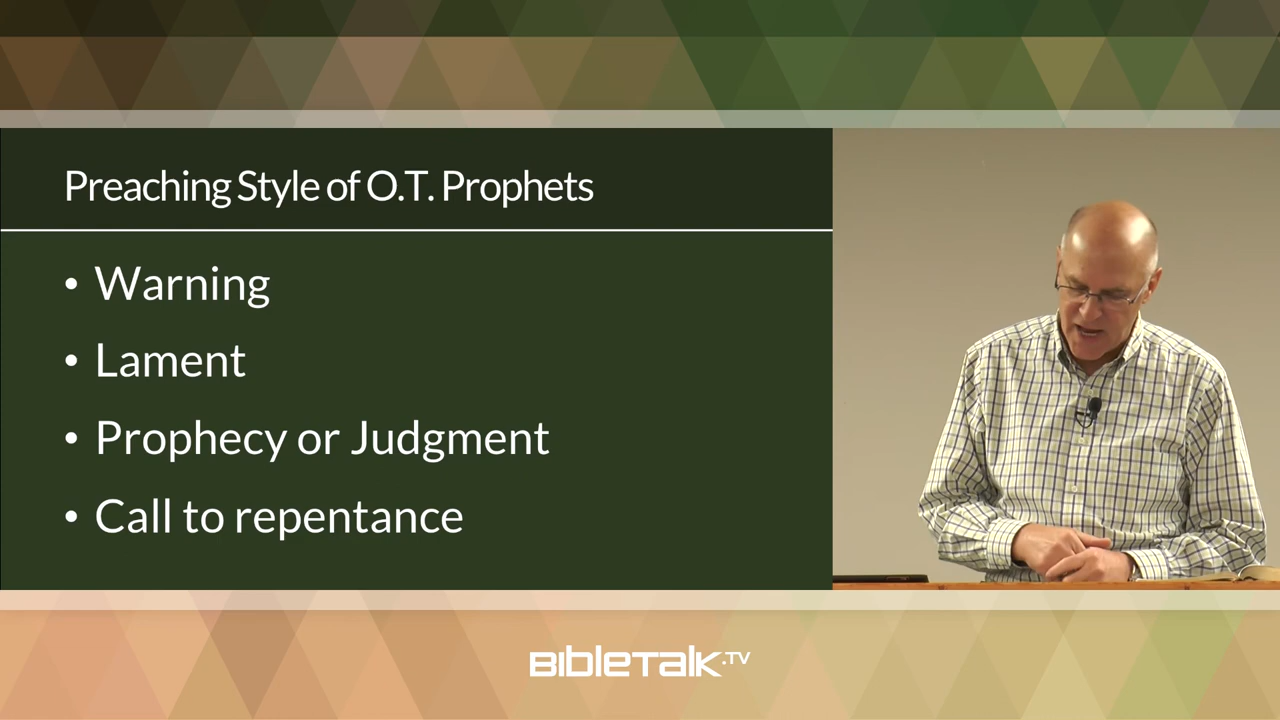 Preaching Style of O.T. Prophets
• Warning
• Lament
• Prophecy or Judgment
• Call to repentance
BIBLETALK.TV